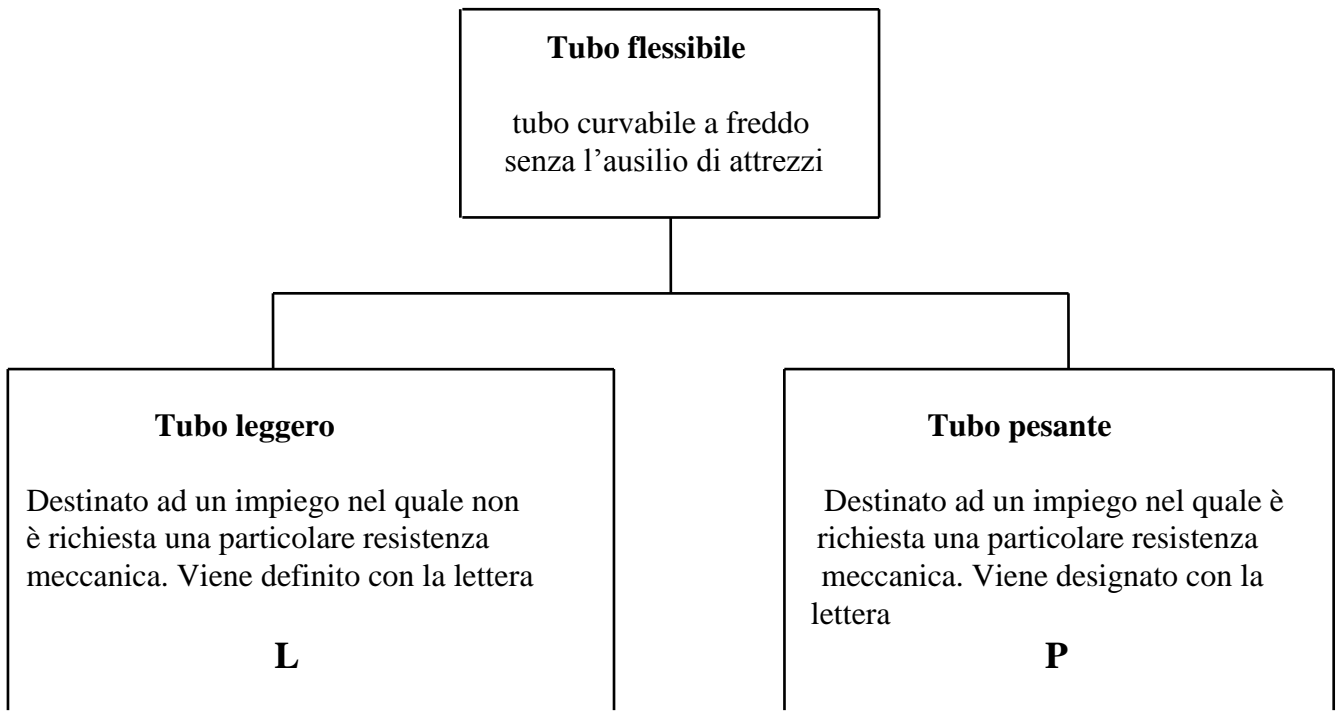 Tubo flessibile
tubo curvabile a freddo
senza l’ausilio di attrezzi
Tubo leggero
Destinato ad un impiego nel quale non
è richiesta una particolare resistenza
meccanica. Viene definito con la lettera
L
Tubo pesante
Destinato ad un impiego nel quale è
richiesta una particolare resistenza
meccanica. Viene designato con la
lettera
P